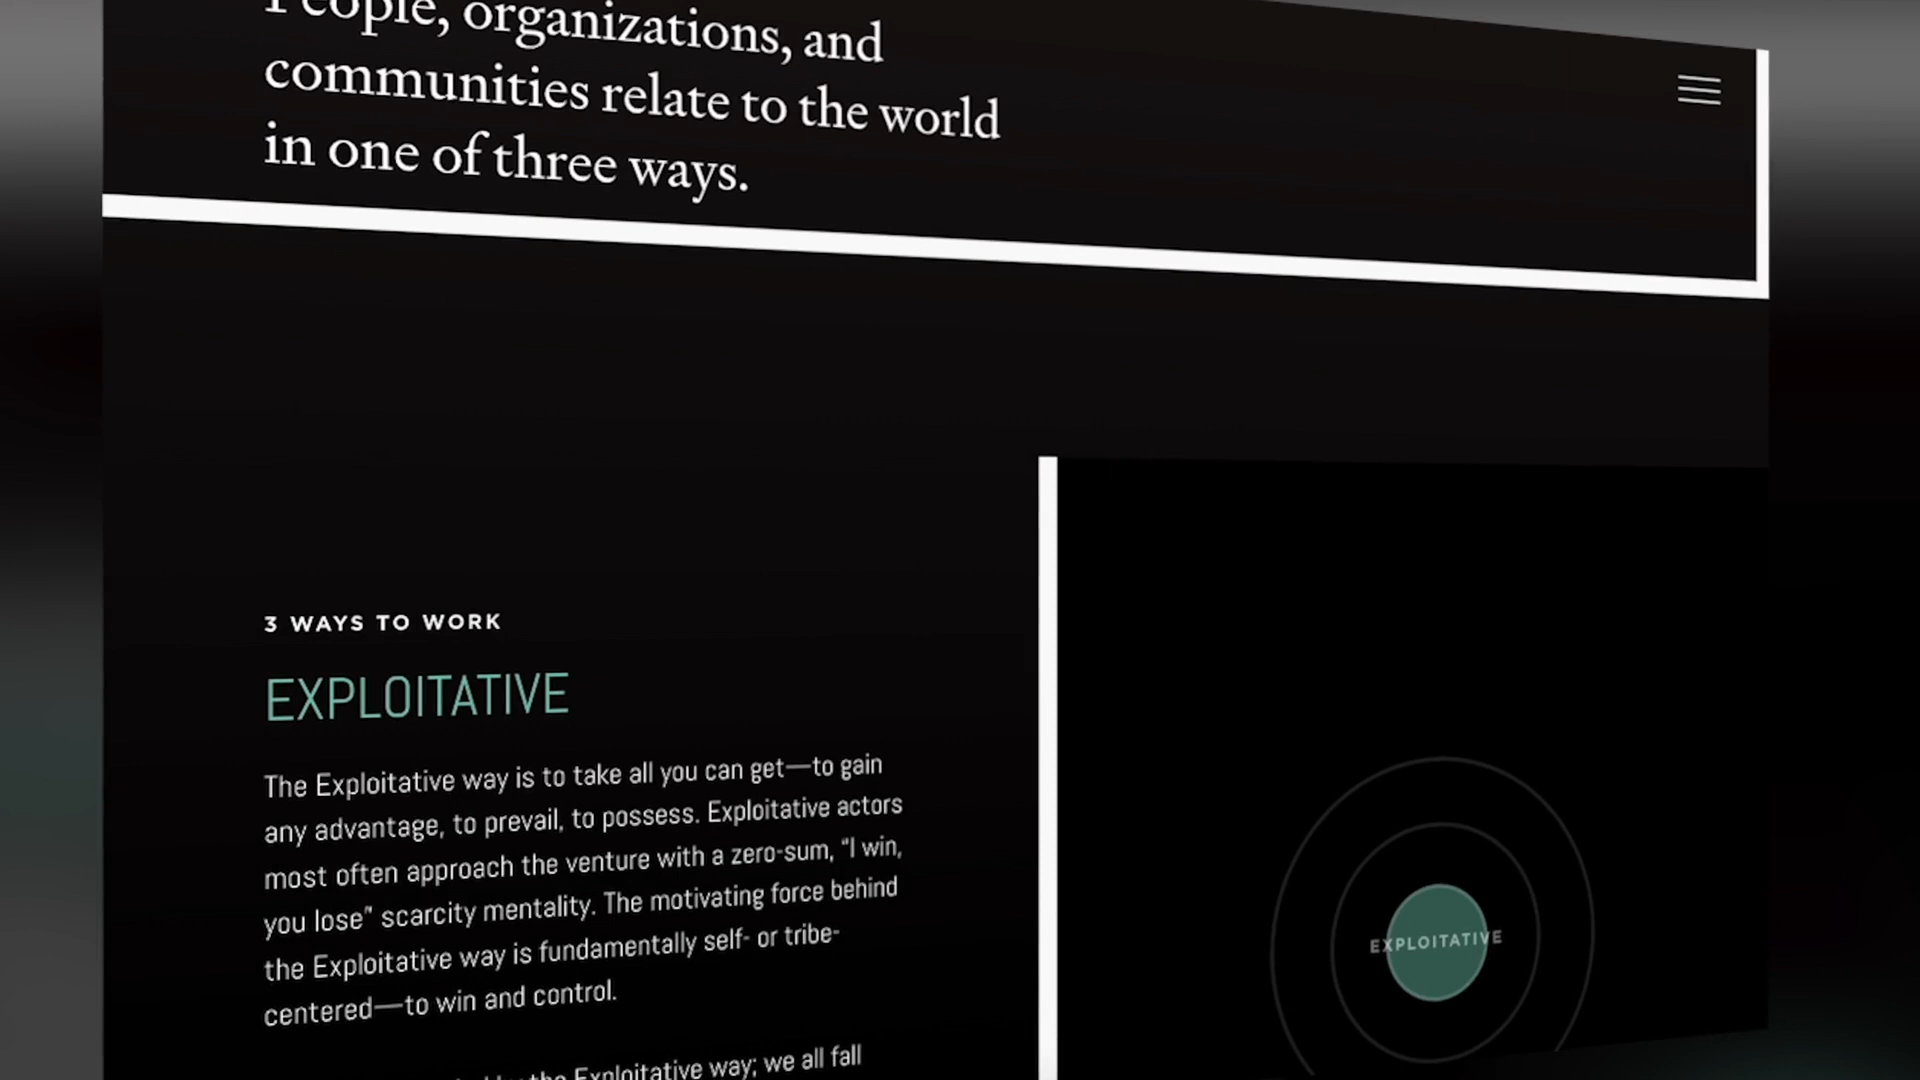 People, organizations, and
communities relate to the world
in one of three ways.
3 WAYS TO WORK
EXPLOITATIVE
The Exploitative way is to take all you can get—to gain
any advantage, to prevail, to possess. Exploitative actors
most often approach the venture with a zero-sum, “I win,
you lose” scarcity mentality. The motivating force behind
the Exploitative way is fundamentally self- or tribe-
centered—to win and control.
the Exploitative way; we all fall
EXPLOITATIVE